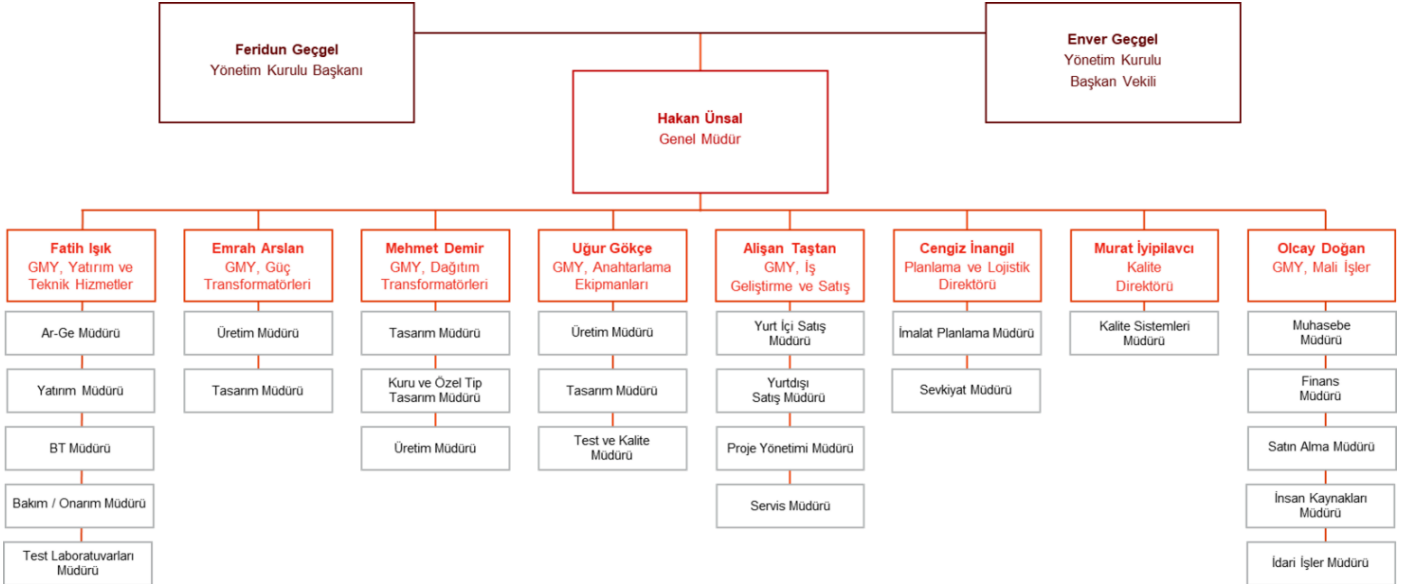 Feridun Geçgel
Yönetim Kurulu Başkanı
Enver Geçgel
Yönetim Kurulu
Başkan Vekili
Hakan Ünsal
Genel Müdür
Fatih Işık
GMY, Yatırım ve
Teknik Hizmetler
Ar-Ge Müdürü
Yatırım Müdürü
BT Müdürü
Bakım / Onarım Müdürü
Test Laboratuvarları
Müdürü
Emrah Arslan
GMY, Güç
Transformatörleri
Üretim Müdürü
Tasarım Müdürü
Mehmet Demir
GMY, Dağıtım
Transformatörleri
Tasarım Müdürü
Kuru ve Özel Tip
Tasarım Müdürü
Üretim Müdürü
Uğur Gökçe
GMY, Anahtarlama
Ekipmanları
Üretim Müdürü
Tasarım Müdürü
Test ve Kalite
Müdürü
Alişan Taştan
GMY, İş
Geliştirme ve Satış
Yurt İçi Satış
Müdürü
Yurtdışı
Satış Müdürü
Proje Yönetimi Müdürü
Servis Müdürü
Cengiz İnangil
Planlama ve Lojistik
Direktörü
İmalat Planlama Müdürü
Sevkiyat Müdürü
Murat İyipilavcı
Kalite
Direktörü
Kalite Sistemleri
Müdürü
Olcay Doğan
GMY, Mali İşler
Muhasebe
Müdürü
Finans
Müdürü
Satın Alma Müdürü
İnsan Kaynakları
Müdürü
İdari İşler Müdürü